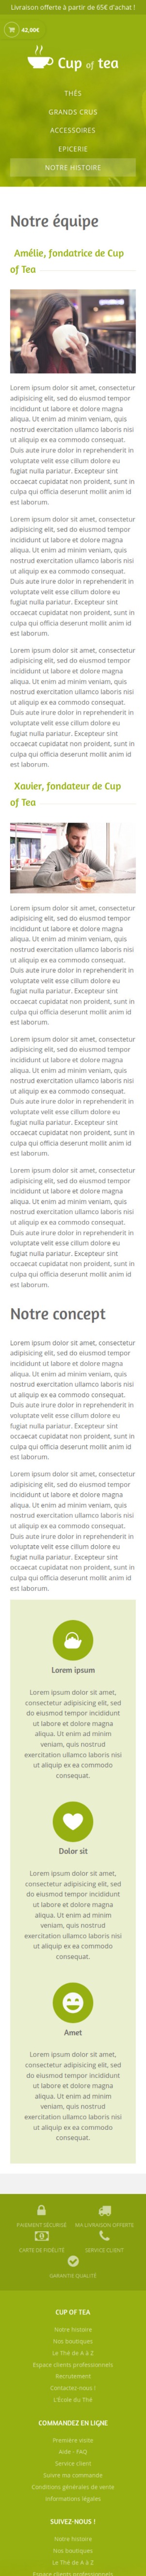 Livraison offerte à partir de 65€ d'achat !
42,00€
Cup of tea
THÉS
GRANDS CRUS
ACCESSOIRES
EPICERIE
NOTRE HISTOIRE
Notre équipe
Amélie, fondatrice de Cup
of Tea
Lorem ipsum dolor sit amet, consectetur
adipiscing elit, sed do eiusmod tempor
incididunt ut labore et dolore magna
aliqua. Ut enim ad minim veniam, quis
nostrud exercitation ullamco laboris nisi
ut aliquip ex ea commodo consequat.
Duis aute irure dolor in reprehenderit in
voluptate velit esse cillum dolore eu
fugiat nulla pariatur. Excepteur sint
occaecat cupidatat non proident, sunt in
culpa qui officia deserunt mollit anim id
est laborum.
Lorem ipsum dolor sit amet, consectetur
adipiscing elit, sed do eiusmod tempor
incididunt ut labore et dolore magna
aliqua. Ut enim ad minim veniam, quis
nostrud exercitation ullamco laboris nisi
ut aliquip ex ea commodo consequat.
Duis aute irure dolor in reprehenderit in
voluptate velit esse cillum dolore eu
fugiat nulla pariatur. Excepteur sint
occaecat cupidatat non proident, sunt in
culpa qui officia deserunt mollit anim id
est laborum.
Lorem ipsum dolor sit amet, consectetur
adipiscing elit, sed do eiusmod tempor
incididunt ut labore et dolore magna
aliqua. Ut enim ad minim veniam, quis
nostrud exercitation ullamco laboris nisi
ut aliquip ex ea commodo consequat.
Duis aute irure dolor in reprehenderit in
voluptate velit esse cillum dolore eu
fugiat nulla pariatur. Excepteur sint
occaecat cupidatat non proident, sunt in
culpa qui officia deserunt mollit anim id
est laborum.
Xavier, fondateur de Cup
of Tea
Lorem ipsum dolor sit amet, consectetur
adipiscing elit, sed do eiusmod tempor
incididunt ut labore et dolore magna
aliqua. Ut enim ad minim veniam, quis
nostrud exercitation ullamco laboris nisi
ut aliquip ex ea commodo consequat.
Duis aute irure dolor in reprehenderit in
voluptate velit esse cillum dolore eu
fugiat nulla pariatur. Excepteur sint
occaecat cupidatat non proident, sunt in
culpa qui officia deserunt mollit anim id
est laborum.
Lorem ipsum dolor sit amet, consectetur
adipiscing elit, sed do eiusmod tempor
incididunt ut labore et dolore magna
aliqua. Ut enim ad minim veniam, quis
nostrud exercitation ullamco laboris nisi
ut aliquip ex ea commodo consequat.
Duis aute irure dolor in reprehenderit in
voluptate velit esse cillum dolore eu
fugiat nulla pariatur. Excepteur sint
occaecat cupidatat non proident, sunt in
culpa qui officia deserunt mollit anim id
est laborum.
Lorem ipsum dolor sit amet, consectetur
adipiscing elit, sed do eiusmod tempor
incididunt ut labore et dolore magna
aliqua. Ut enim ad minim veniam, quis
nostrud exercitation ullamco laboris nisi
ut aliquip ex ea commodo consequat.
Duis aute irure dolor in reprehenderit in
voluptate velit esse cillum dolore eu
fugiat nulla pariatur. Excepteur sint
occaecat cupidatat non proident, sunt in
culpa qui officia deserunt mollit anim id
est laborum.
Notre concept
Lorem ipsum dolor sit amet, consectetur
adipiscing elit, sed do eiusmod tempor
incididunt ut labore et dolore magna
aliqua. Ut enim ad minim veniam, quis
nostrud exercitation ullamco laboris nisi
ut aliquip ex ea commodo consequat.
Duis aute irure dolor in reprehenderit in
voluptate velit esse cillum dolore eu
fugiat nulla pariatur. Excepteur sint
occaecat cupidatat non proident, sunt in
culpa qui officia deserunt mollit anim id
est laborum.
Lorem ipsum dolor sit amet, consectetur
adipiscing elit, sed do eiusmod tempor
incididunt ut labore et dolore magna
aliqua. Ut enim ad minim veniam, quis
nostrud exercitation ullamco laboris nisi
ut aliquip ex ea commodo consequat.
Duis aute irure dolor in reprehenderit in
voluptate velit esse cillum dolore eu
fugiat nulla pariatur. Excepteur sint
occaecat cupidatat non proident, sunt in
culpa qui officia deserunt mollit anim id
est laborum.
Lorem ipsum
Lorem ipsum dolor sit amet,
consectetur adipiscing elit, sed
do eiusmod tempor incididunt
ut labore et dolore magna
aliqua. Ut enim ad minim
veniam, quis nostrud
exercitation ullamco laboris nisi
ut aliquip ex ea commodo
consequat.
Dolor sit
Lorem ipsum dolor sit amet,
consectetur adipiscing elit, sed
do eiusmod tempor incididunt
ut labore et dolore magna
aliqua. Ut enim ad minim
veniam, quis nostrud
exercitation ullamco laboris nisi
ut aliquip ex ea commodo
consequat.
Amet
Lorem ipsum dolor sit amet,
consectetur adipiscing elit, sed
do eiusmod tempor incididunt
ut labore et dolore magna
aliqua. Ut enim ad minim
veniam, quis nostrud
exercitation ullamco laboris nisi
ut aliquip ex ea commodo
consequat.
PAIEMENT SÉCURISÉ
MA LIVRAISON OFFERTE
CARTE DE FIDÉLITÉ
SERVICE CLIENT
GARANTIE QUALITÉ
CUP OF TEA
Notre histoire
Nos boutiques
Le Thé de A à Z
Espace clients professionnels
Recrutement
Contactez-nous !
L'École du Thé
COMMANDEZ EN LIGNE
Première visite
Aide - FAQ
Service client
Suivre ma commande
Conditions générales de vente
Informations légales
SUIVEZ-NOUS !
Notre histoire
Nos boutiques
Le Thé de A à Z
Espace clients professionnels